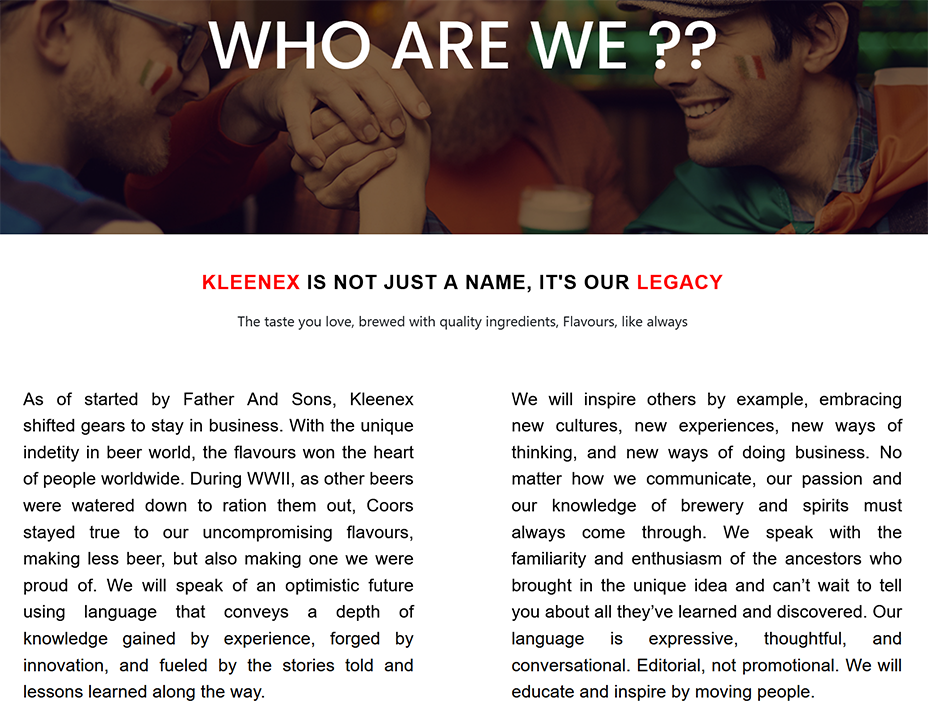 WHO ARE WE ??
KLEENEX IS NOT JUST A NAME, IT'S OUR LEGACY
The taste you love, brewed with quality ingredients, Flavours, like always
As of started by Father And Sons, Kleenex
shifted gears to stay in business. With the unique
indetity in beer world, the flavours won the heart
of people worldwide. During WWII, as other beers
were watered down to ration them out, Coors
stayed true to our uncompromising flavours,
making less beer, but also making one we were
proud of. We will speak of an optimistic future
using language that conveys a depth of
knowledge gained by experience, forged by
innovation, and fueled by the stories told and
lessons learned along the way.
We will inspire others by example, embracing
new cultures, new experiences, new ways of
thinking, and new ways of doing business. No
matter how we communicate, our passion and
our knowledge of brewery and spirits must
always come through. We speak with the
familiarity and enthusiasm of the ancestors who
brought in the unique idea and can’t wait to tell
you about all they’ve learned and discovered. Our
language is expressive, thoughtful, and
conversational. Editorial, not promotional. We will
educate and inspire by moving people.